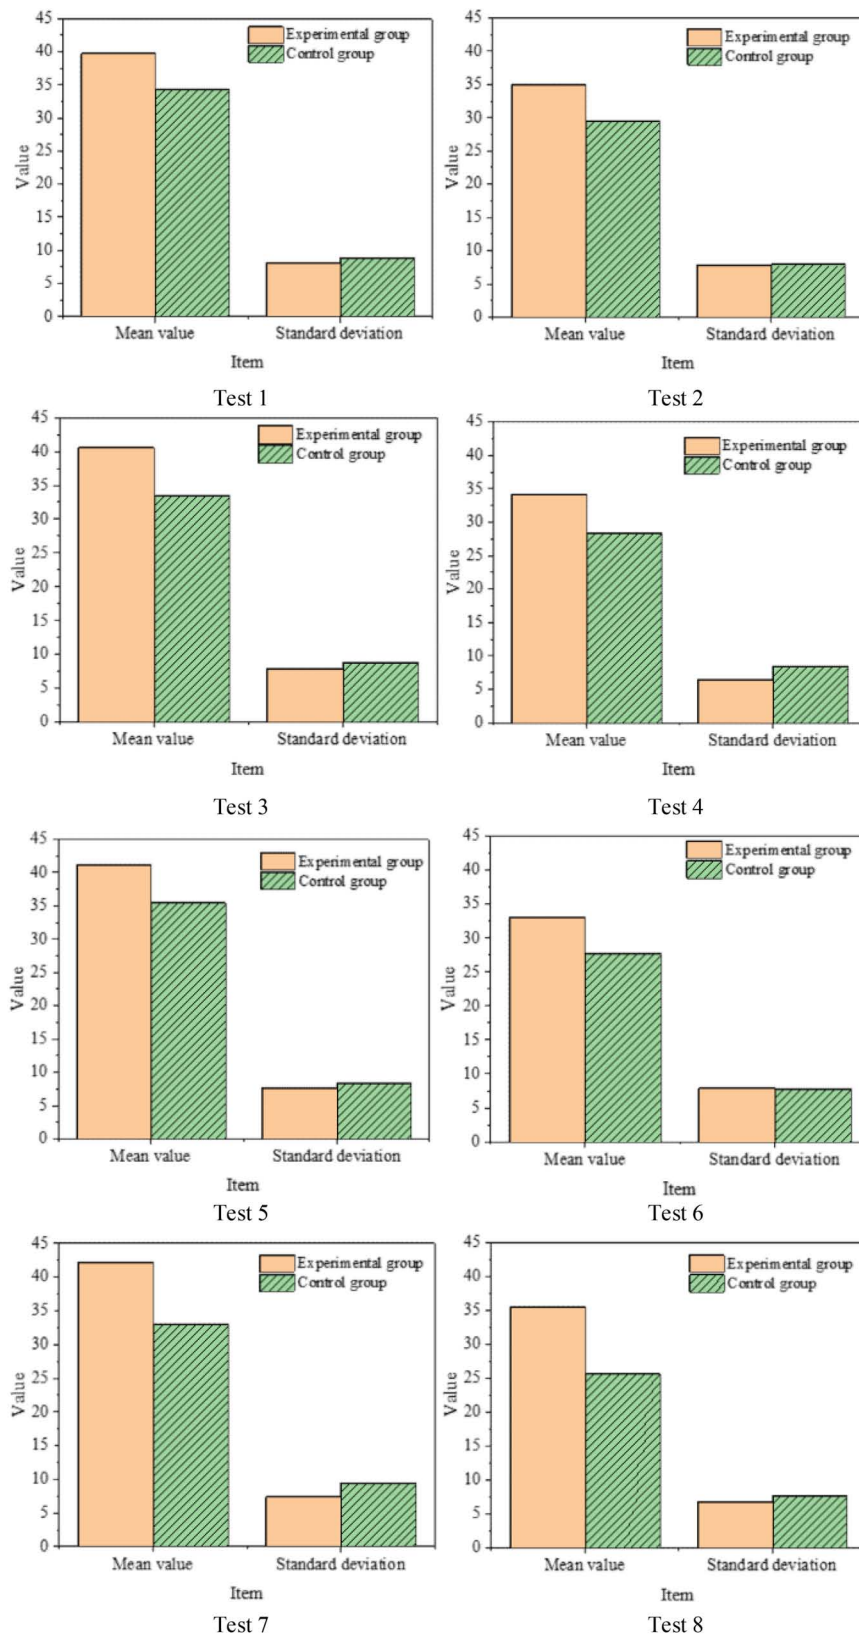 45
40
35
30
25
20
15
10
5
0
Value
Experimental group
Control group
Mean value
Standard deviation
Item
Test 1
45
40
35
30
25
20
15
10
5
0
Value
Experimental group
Control group
Mean value
Standard deviation
Item
Test 2
45
40
35
30
25
20
15
10
5
0
Value
Experimental group
Control group
Mean value
Standard deviation
Item
Test 3
45
40
35
30
25
20
15
10
5
0
Value
Experimental group
Control group
Mean value
Standard deviation
Item
Test 4
45
40
35
30
25
20
15
10
5
0
Value
Experimental group
Control group
Mean value
Standard deviation
Item
Test 5
45
40
35
30
25
20
15
10
5
0
Value
Experimental group
Control group
Mean value
Standard deviation
Item
Test 6
45
40
35
30
25
20
15
10
5
0
Value
Experimental group
Control group
Mean value
Standard deviation
Item
Test 7
45
40
35
30
25
20
15
10
5
0
Value
Experimental group
Control group
Mean value
Standard deviation
Item
Test 8